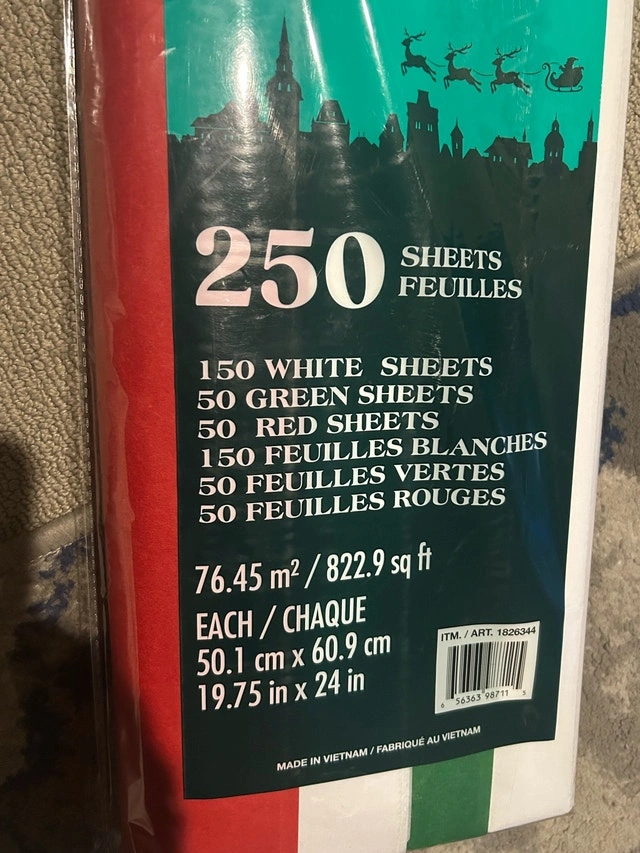 250 SHEETS
FEUILLES
150 WHITE SHEETS
50 GREEN SHEETS
50 RED SHEETS
150 FEUILLES BLANCHES
50 FEUILLES VERTES
50 FEUILLES ROUGES
76.45 m² / 822.9 sq ft
EACH / CHAQUE
50.1 cm x 60.9 cm
19.75 in x 24 in
ITM. / ART. 1826344
6 56363 98711 5
MADE IN VIETNAM / FABRIQUÉ AU VIETNAM